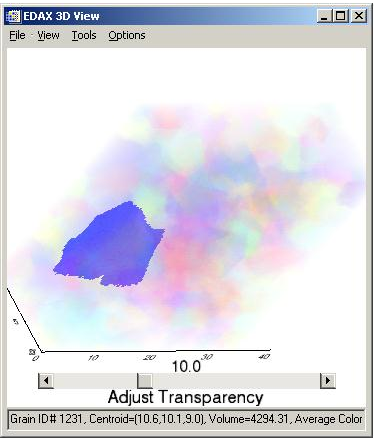 EDAX 3D View
File View Tools Options
0 10 20 30 40
10.0
Adjust Transparency
Grain ID# 1231, Centroid=(10.6,10.1,9.0), Volume=4294.31, Average Color